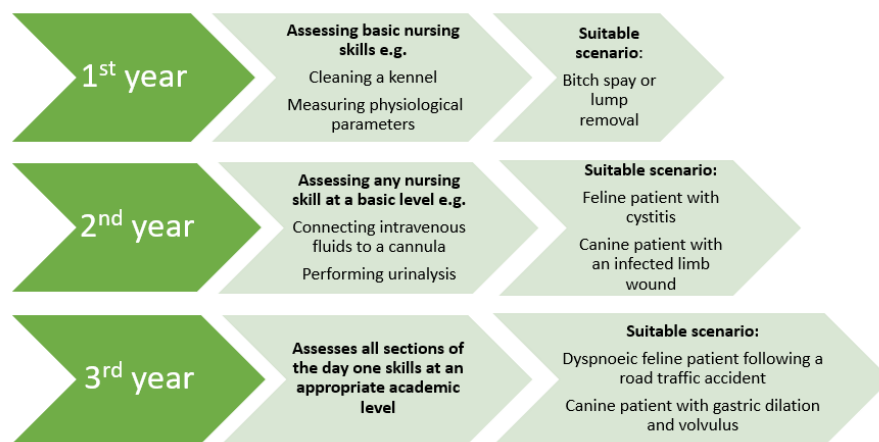 1st year
Assessing basic nursing
skills e.g.
Cleaning a kennel
Measuring physiological
parameters
Suitable
scenario:
Bitch spay or
lump
removal
2nd year
Assessing any nursing
skill at a basic level e.g.
Connecting intravenous
fluids to a cannula
Performing urinalysis
Suitable scenario:
Feline patient with
cystitis
Canine patient with
an infected limb
wound
3rd year
Assesses all sections of
the day one skills at an
appropriate academic
level
Suitable scenario:
Dyspnoeic feline patient following a
road traffic accident
Canine patient with gastric dilation
and volvulus